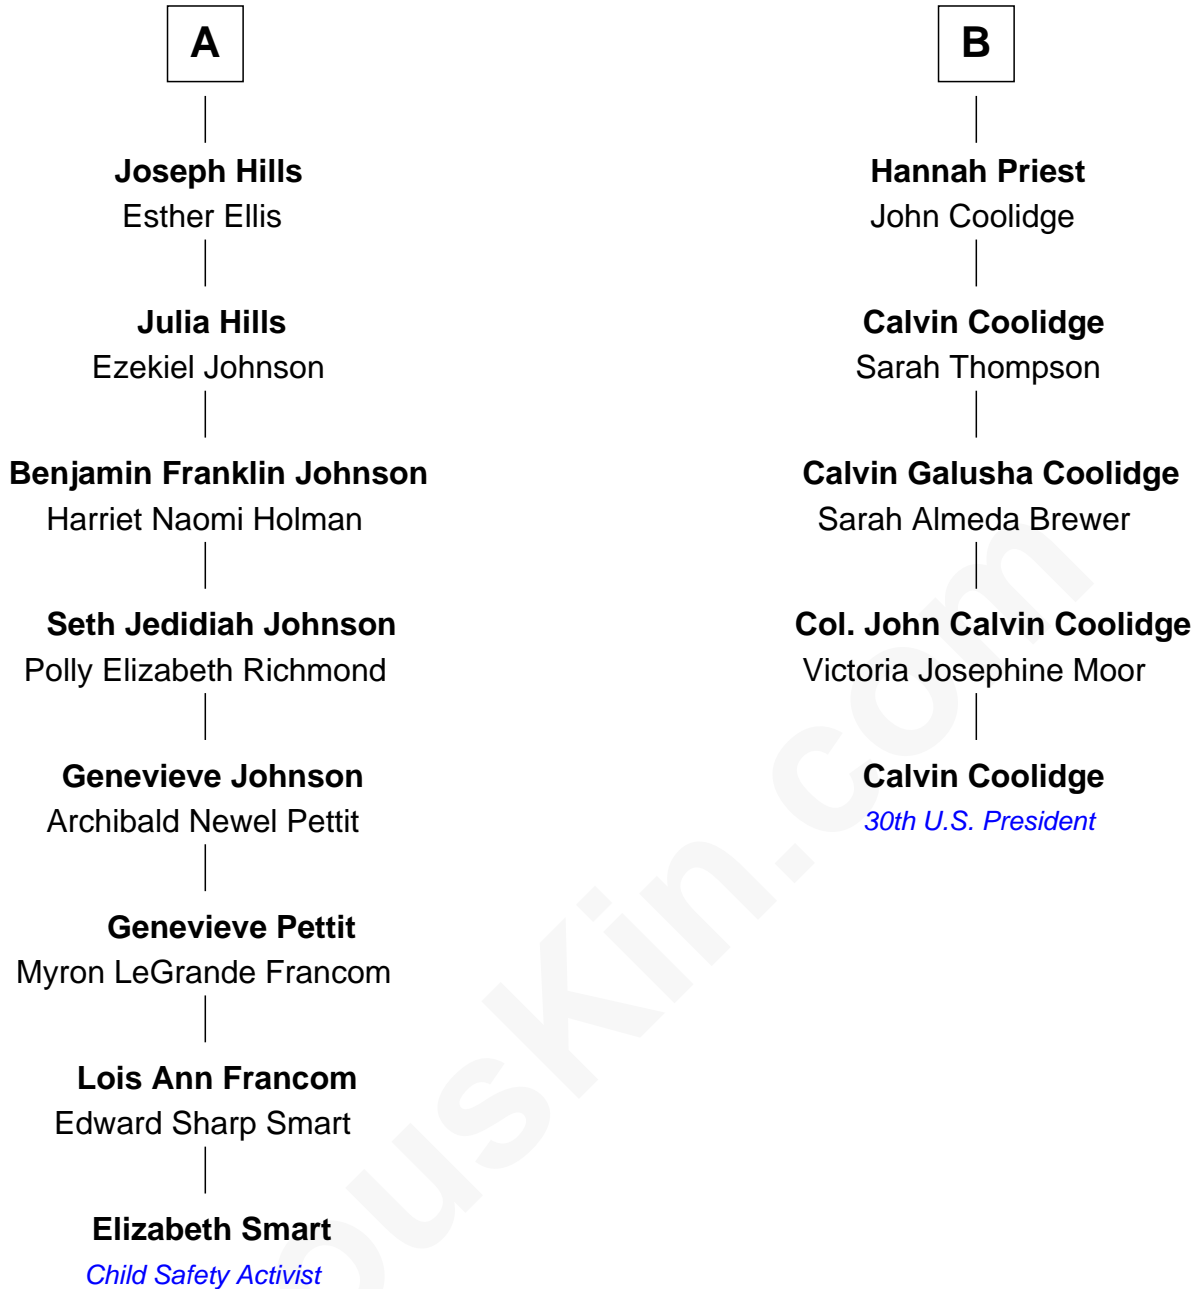 A
Joseph Hills
Esther Ellis
Julia Hills
Ezekiel Johnson
Benjamin Franklin Johnson
Harriet Naomi Holman
Seth Jedidiah Johnson
Polly Elizabeth Richmond
Genevieve Johnson
Archibald Newel Pettit
Genevieve Pettit
Myron LeGrande Francom
Lois Ann Francom
Edward Sharp Smart
Elizabeth Smart
Child Safety Activist
B
Hannah Priest
John Coolidge
Calvin Coolidge
Sarah Thompson
Calvin Galusha Coolidge
Sarah Almeda Brewer
Col. John Calvin Coolidge
Victoria Josephine Moor
Calvin Coolidge
30th U.S. President
ousKin.com